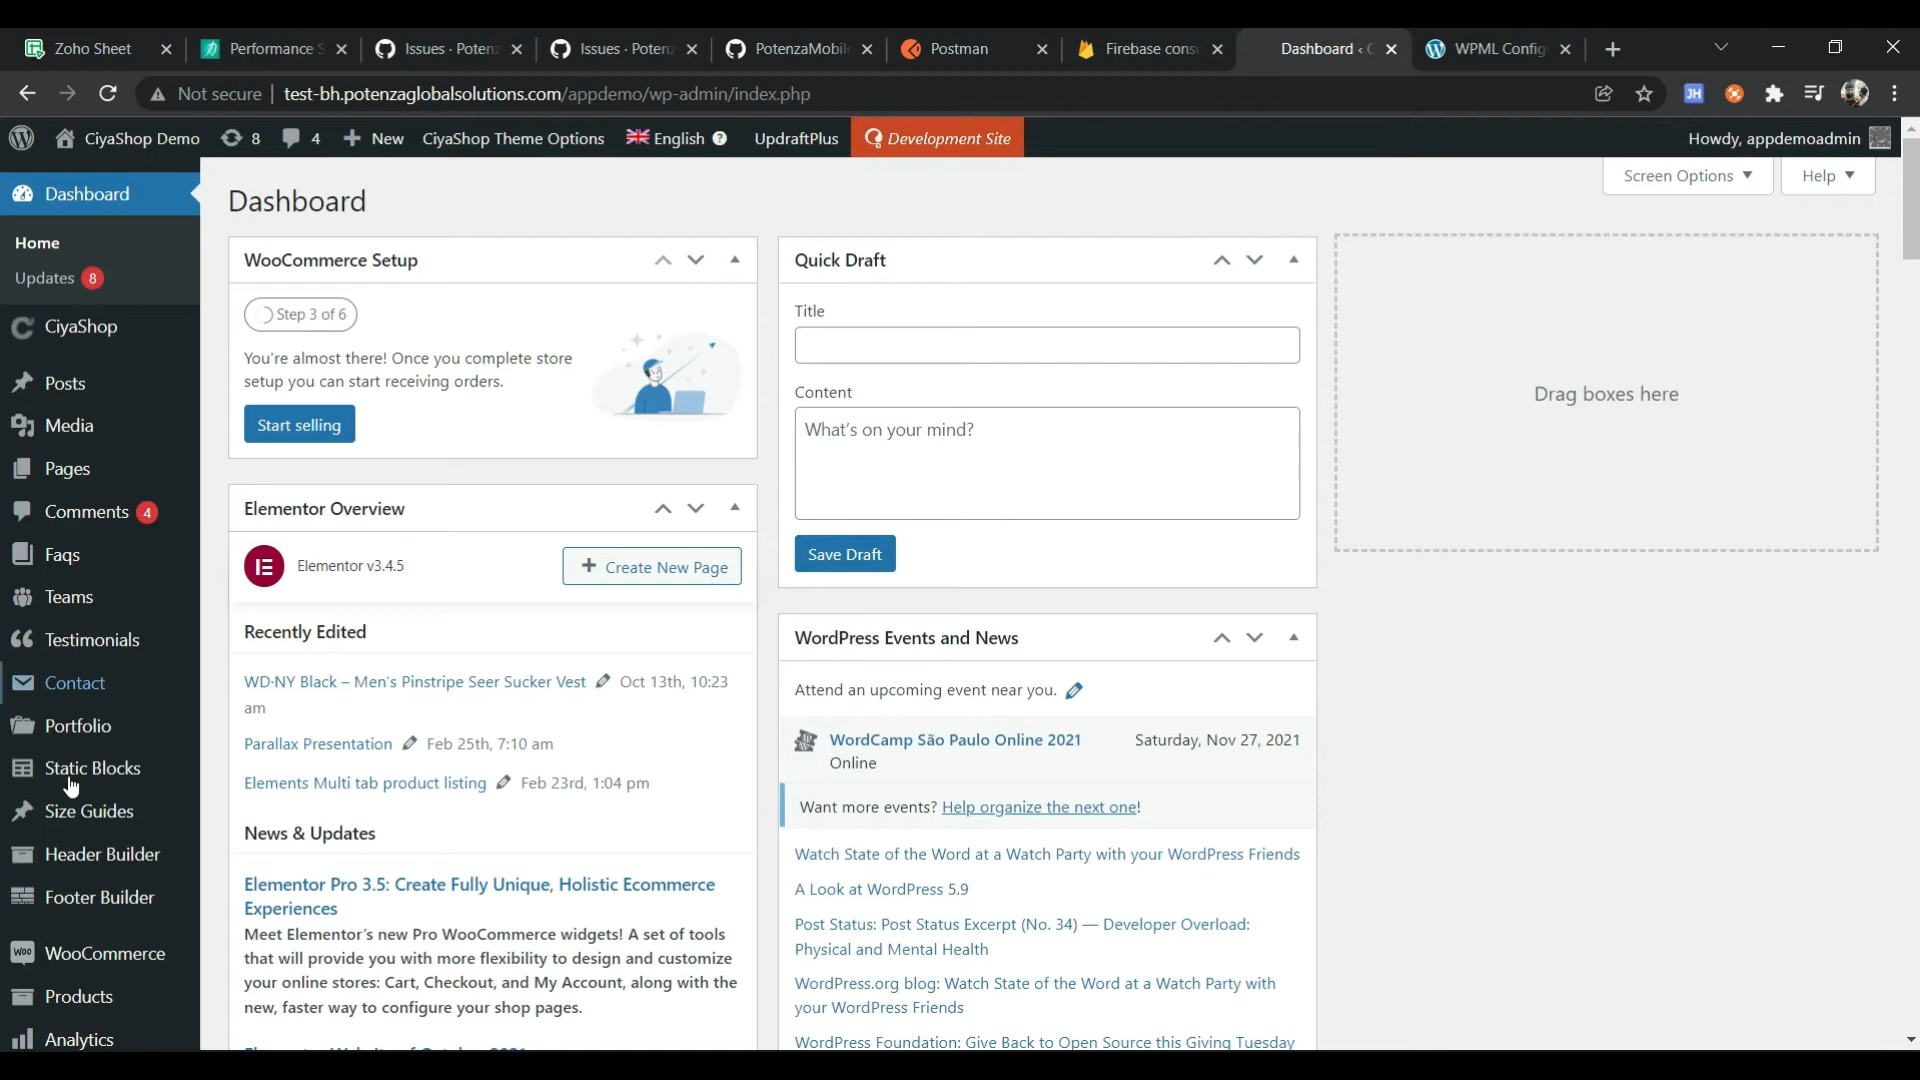 Zoho Sheet
Performance S
Issues · Potenz
Issues · Potenz
PotenzaMobil
Postman
Firebase cons
Dashboard ‹ C
WPML Config
Not secure | test-bh.potenzaglobalsolutions.com/appdemo/wp-admin/index.php
JH
CiyaShop Demo 8 4 New CiyaShop Theme Options English ? UpdraftPlus Development Site Howdy, appdemoadmin
Screen Options Help
Dashboard
Home
Updates 8
CiyaShop
Posts
Media
Pages
Comments 4
Faqs
Teams
Testimonials
Contact
Portfolio
Static Blocks
Size Guides
Header Builder
Footer Builder
Woo WooCommerce
Products
Analytics
Dashboard
WooCommerce Setup
Step 3 of 6
You're almost there! Once you complete store
setup you can start receiving orders.
Start selling
Elementor Overview
Elementor v3.4.5
+ Create New Page
Recently Edited
WD-NY Black – Men's Pinstripe Seer Sucker Vest Oct 13th, 10:23
am
Parallax Presentation Feb 25th, 7:10 am
Elements Multi tab product listing Feb 23rd, 1:04 pm
News & Updates
Elementor Pro 3.5: Create Fully Unique, Holistic Ecommerce
Experiences
Meet Elementor's new Pro WooCommerce widgets! A set of tools
that will provide you with more flexibility to design and customize
your online stores: Cart, Checkout, and My Account, along with the
new, faster way to configure your shop pages.
Quick Draft
Title
Content
What's on your mind?
Save Draft
WordPress Events and News
Attend an upcoming event near you.
WordCamp São Paulo Online 2021 Saturday, Nov 27, 2021
Online
Want more events? Help organize the next one!
Watch State of the Word at a Watch Party with your WordPress Friends
A Look at WordPress 5.9
Post Status: Post Status Excerpt (No. 34) — Developer Overload:
Physical and Mental Health
WordPress.org blog: Watch State of the Word at a Watch Party with
your WordPress Friends
WordPress Foundation: Give Back to Open Source this Giving Tuesday
Drag boxes here